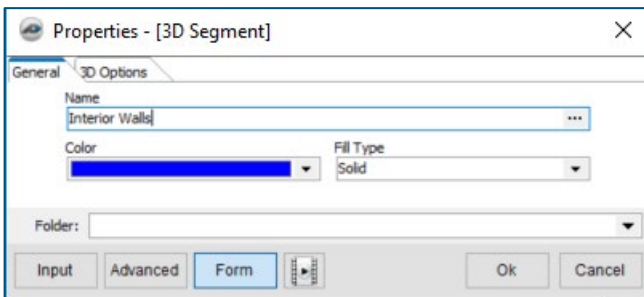 Properties - [3D Segment]
General 3D Options
Name
Interior Walls
...
Color Fill Type
Solid
Folder:
Input Advanced Form Ok Cancel